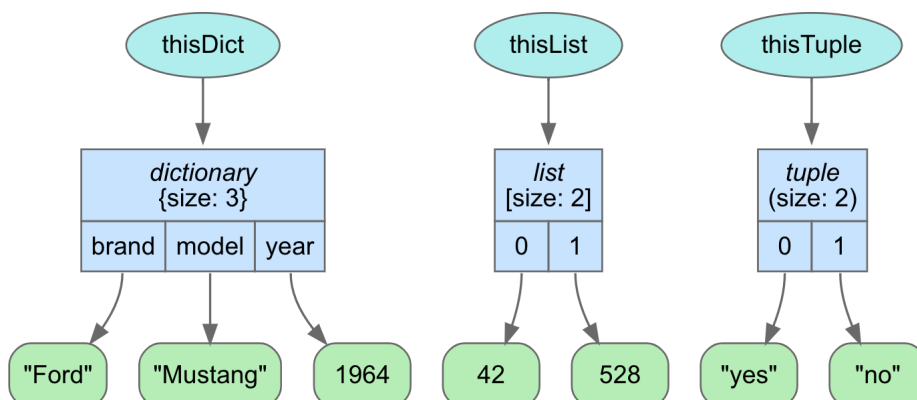 thisDict thisList thisTuple
dictionary list tuple
{size: 3} [size: 2] (size: 2)
brand model year 0 1 0 1
"Ford" "Mustang" 1964 42 528 "yes" "no"